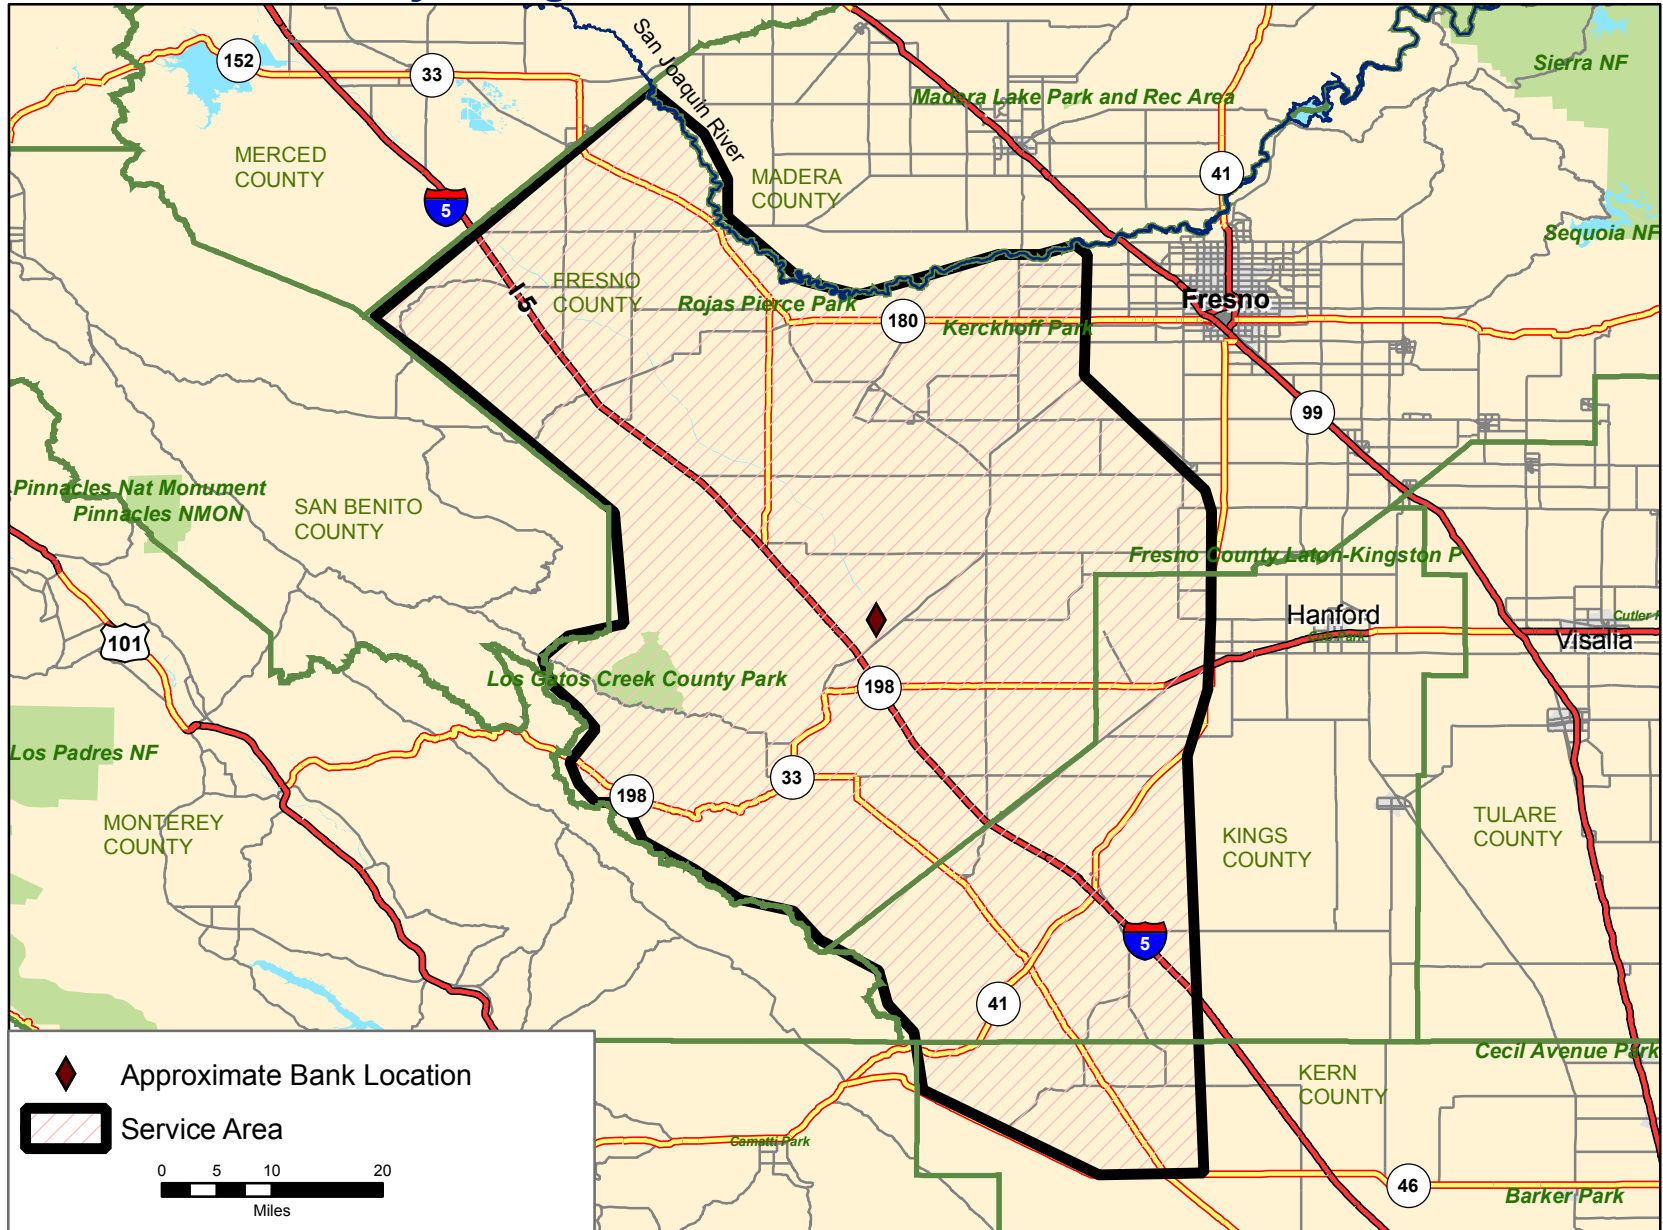 152
33
San Joaquin River
Sierra NF
Madera Lake Park and Rec Area
MERCED
COUNTY
5
MADERA
COUNTY
41
Sequoia NF
I-5
FRESNO
COUNTY
Rojas Pierce Park
180
Kerckhoff Park
Fresno
99
Pinnacles Nat Monument
Pinnacles NMON
SAN BENITO
COUNTY
Fresno County Laton-Kingston P
Hanford
Visalia
101
Los Gatos Creek County Park
198
Los Padres NF
33
198
MONTEREY
COUNTY
KINGS
COUNTY
TULARE
COUNTY
5
41
Cecil Avenue Park
KERN
COUNTY
Camatti Park
46
Barker Park
Approximate Bank Location
Service Area
0 5 10 20
Miles